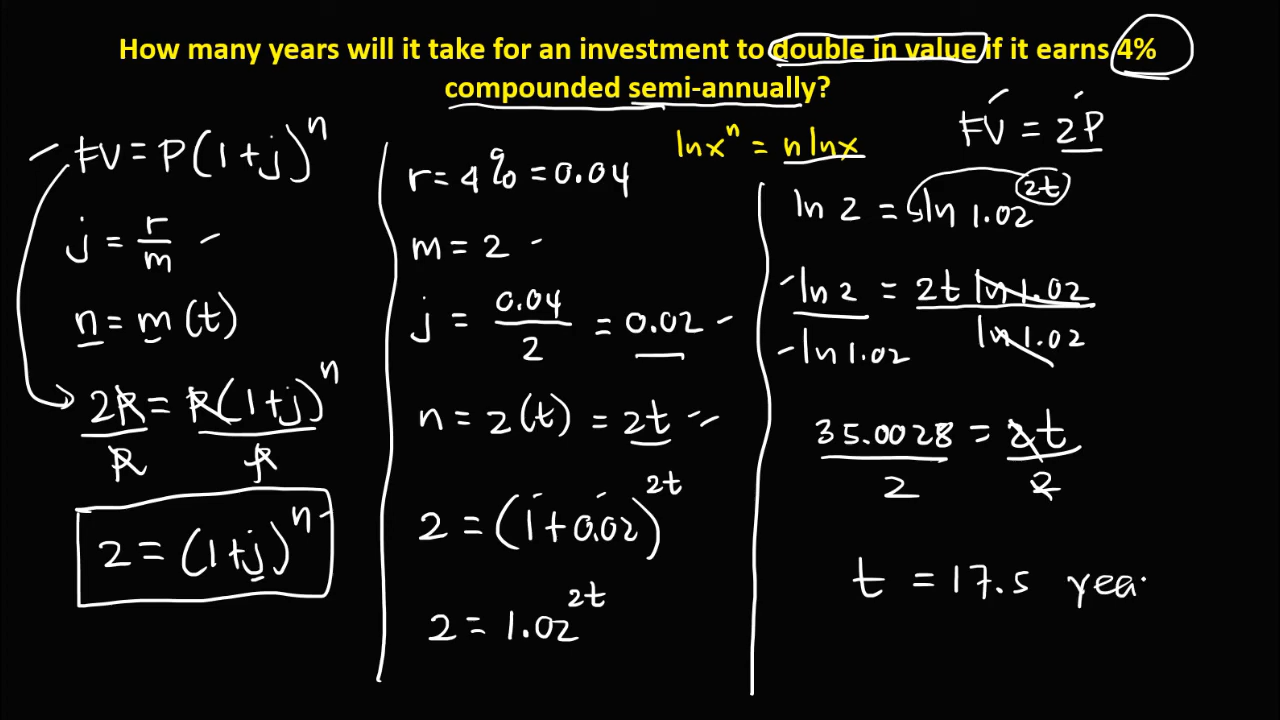 How many years will it take for an investment to double in value if it earns 4%
compounded semi-annually?
FV = P(1+j)^n
j = r/m
n = m(t)
2P/P = P(1+j)^n/P
2 = (1+j)^n
r = 4% = 0.04
m = 2
j = 0.04/2 = 0.02
n = 2(t) = 2t
2 = (1+0.02)^2t
2 = 1.02^2t
lnx^n = n lnx
FV = 2P
ln 2 = ln 1.02^2t
ln 2/ln 1.02 = 2t ln 1.02/ln 1.02
35.0028/2 = 2t/2
t = 17.5 yea